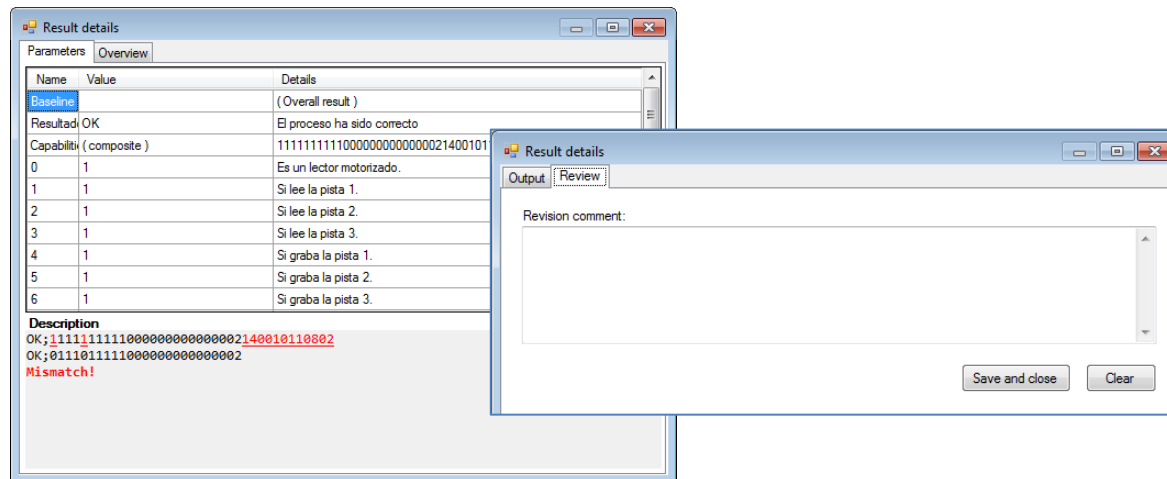 Result details
Parameters Overview
Name Value Details
Baseline ( Overall result )
Resultad OK El proceso ha sido correcto
Capabiliti ( composite ) 111111111100000000000000214001011
0 1 Es un lector motorizado.
1 1 Si lee la pista 1.
2 1 Si lee la pista 2.
3 1 Si lee la pista 3.
4 1 Si graba la pista 1.
5 1 Si graba la pista 2.
6 1 Si graba la pista 3.
Description
OK;1111111111000000000000002140010110802
OK;0111011111000000000000002
Mismatch!
Result details
Output Review
Revision comment:
Save and close Clear